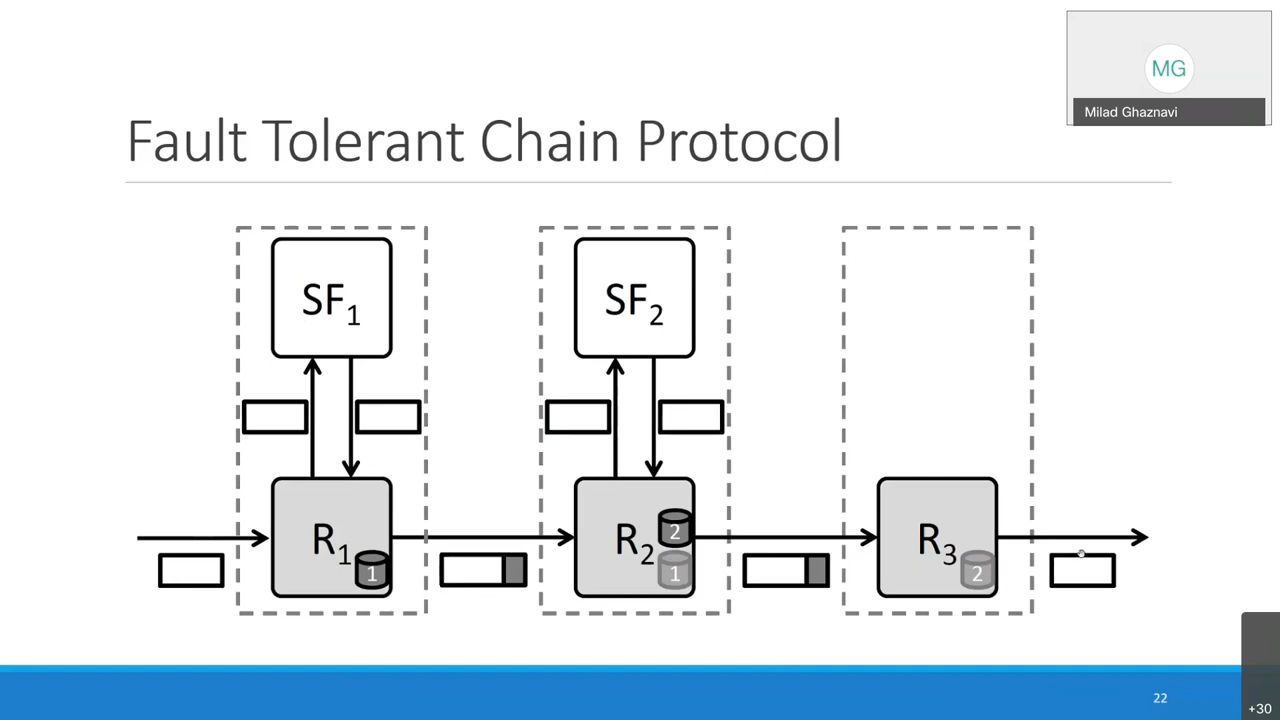 MG
Milad Ghaznavi
Fault Tolerant Chain Protocol
SF1
SF2
R1
1
R2
2
1
R3
2
22
+30